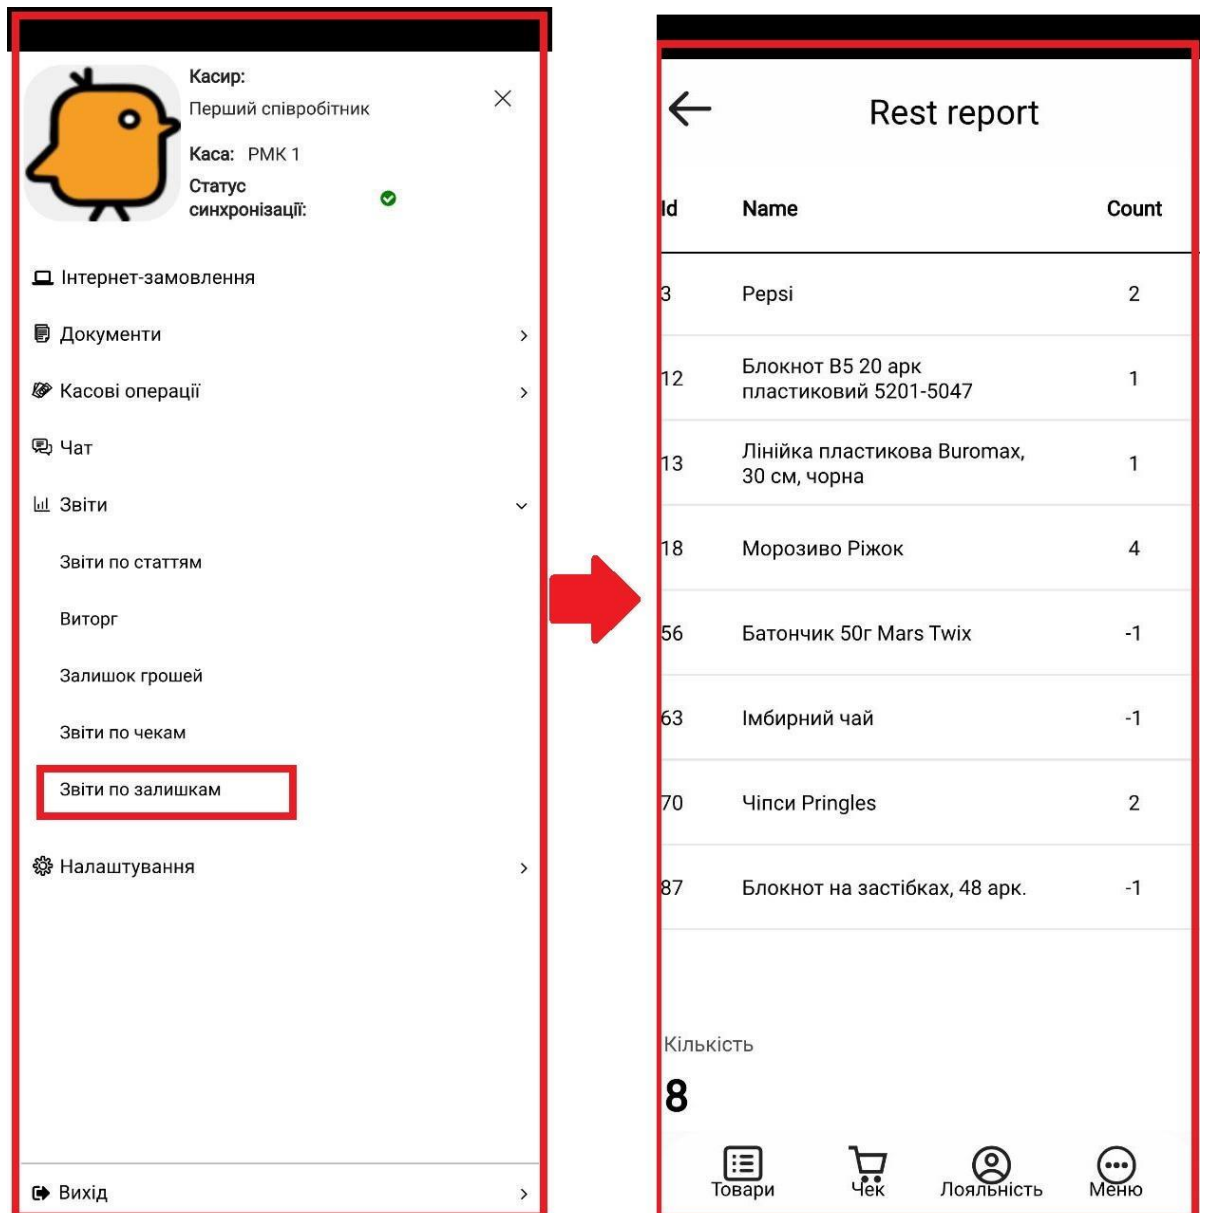 Касир:
Перший співробітник
Каса: РМК 1
Статус
синхронізації:
Інтернет-замовлення
Документи
Касові операції
Чат
Звіти
Звіти по статтям
Виторг
Залишок грошей
Звіти по чекам
Звіти по залишкам
Налаштування
Вихід
Rest report
Id Name Count
3 Pepsi 2
12 Блокнот B5 20 арк
пластиковий 5201-5047 1
13 Лінійка пластикова Buromax,
30 см, чорна 1
18 Морозиво Ріжок 4
56 Батончик 50г Mars Twix -1
63 Імбирний чай -1
70 Чіпси Pringles 2
87 Блокнот на застібках, 48 арк. -1
Кількість
8
Товари Чек Лояльність Меню